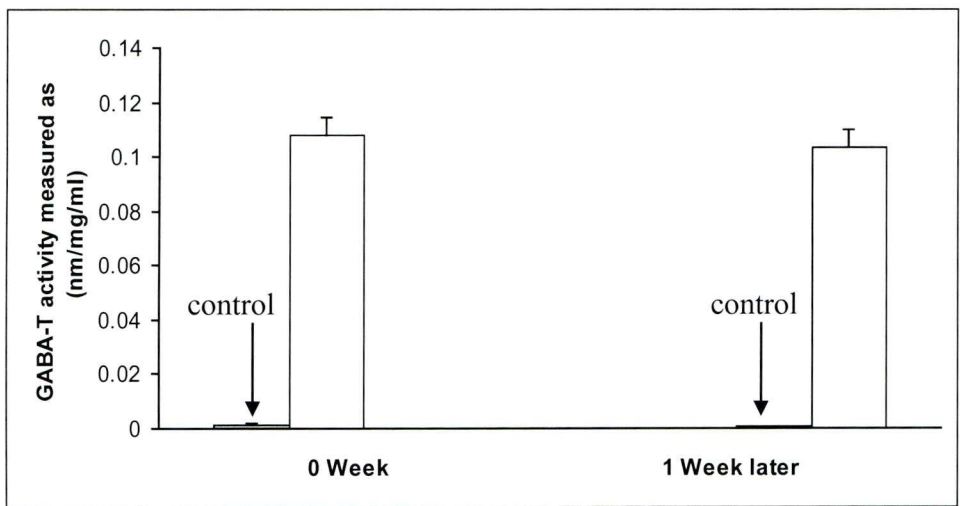 GABA-T activity measured as
(nm/mg/ml)
0.14
0.12
0.1
0.08
0.06
0.04
0.02
0
control
control
0 Week
1 Week later